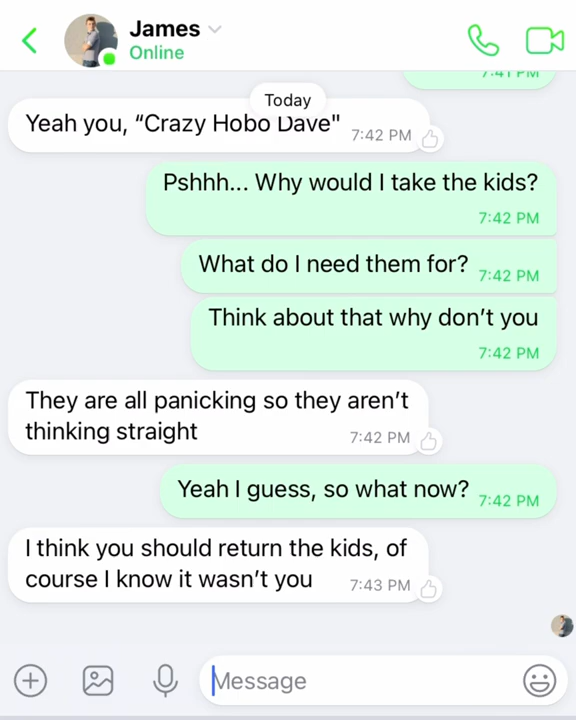 James
Online
7:41 PM
Today
Yeah you, “Crazy Hobo Dave"
7:42 PM
Pshhh... Why would I take the kids?
7:42 PM
What do I need them for?
7:42 PM
Think about that why don’t you
7:42 PM
They are all panicking so they aren’t
thinking straight
7:42 PM
Yeah I guess, so what now?
7:42 PM
I think you should return the kids, of
course I know it wasn’t you
7:43 PM
Message